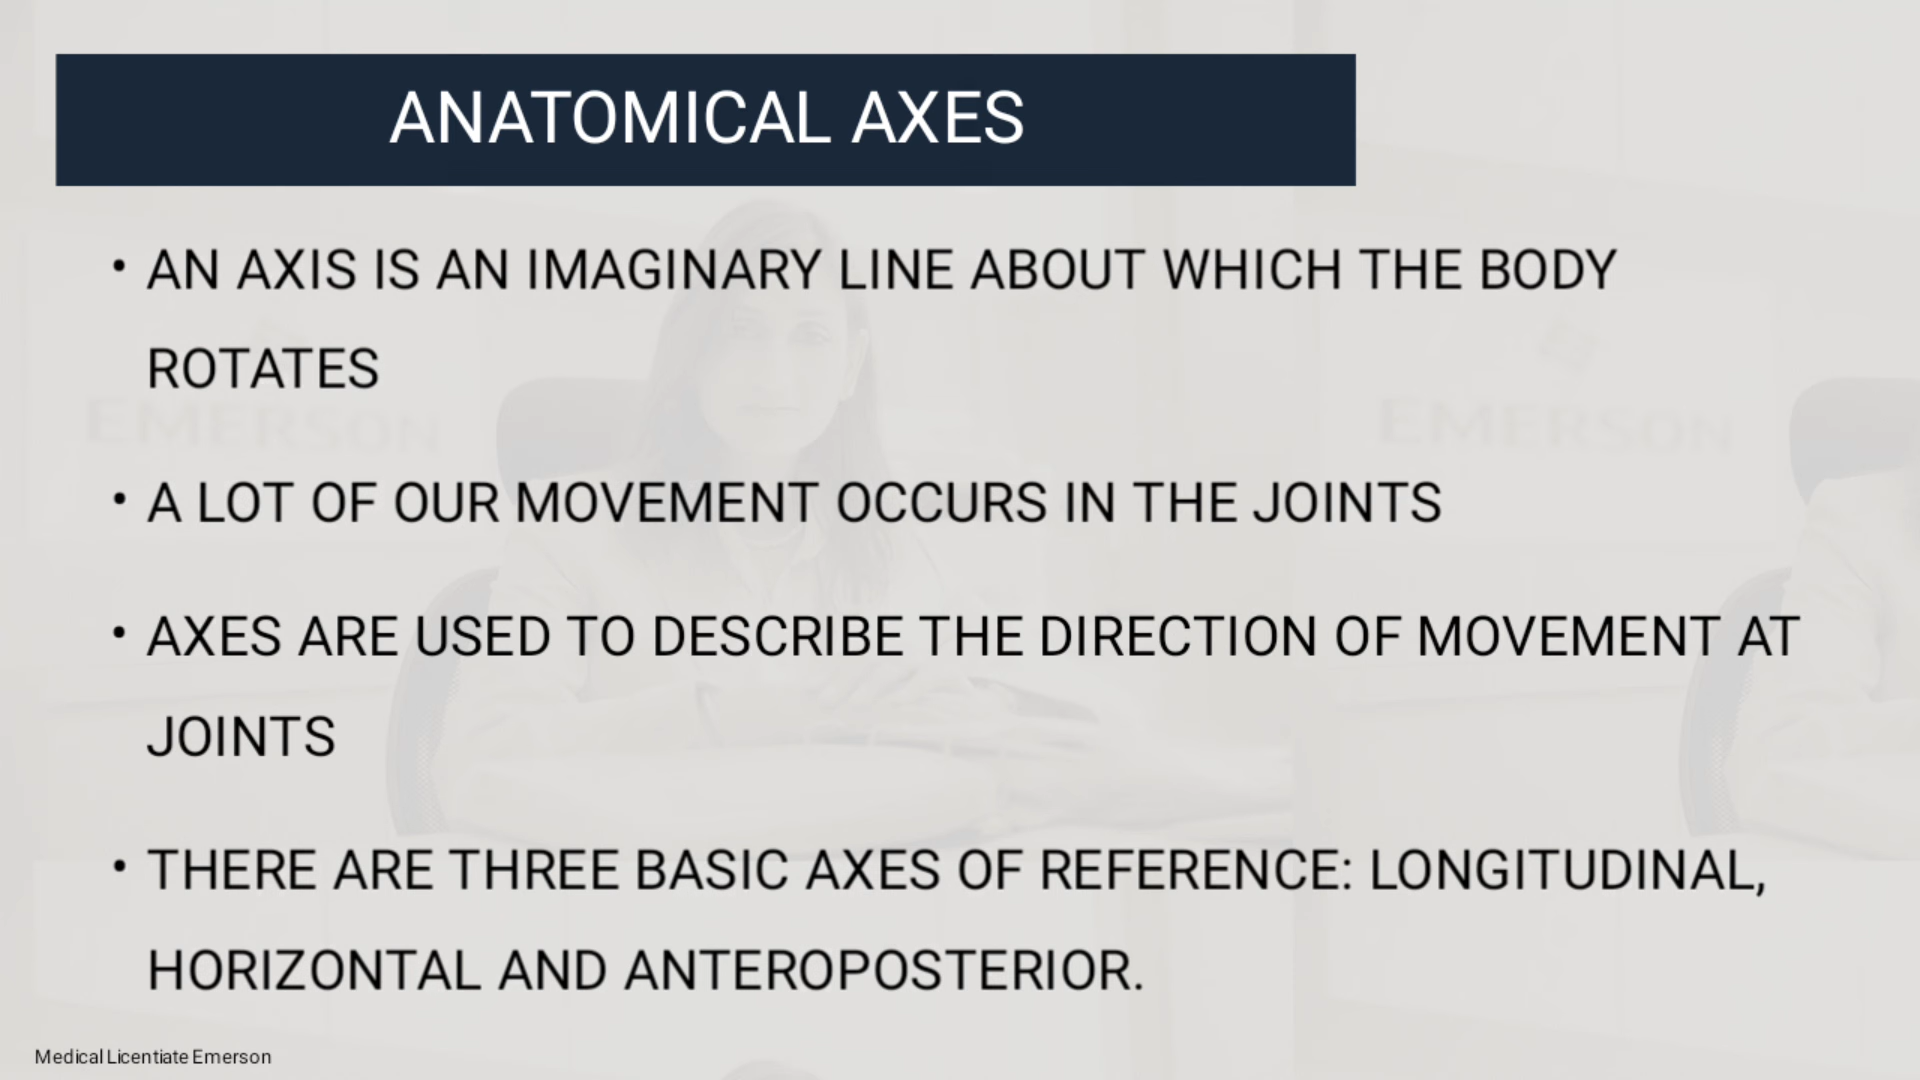 ANATOMICAL AXES
• AN AXIS IS AN IMAGINARY LINE ABOUT WHICH THE BODY
ROTATES
EMERSON
EMERSON
• A LOT OF OUR MOVEMENT OCCURS IN THE JOINTS
• AXES ARE USED TO DESCRIBE THE DIRECTION OF MOVEMENT AT
JOINTS
• THERE ARE THREE BASIC AXES OF REFERENCE: LONGITUDINAL,
HORIZONTAL AND ANTEROPOSTERIOR.
Medical Licentiate Emerson